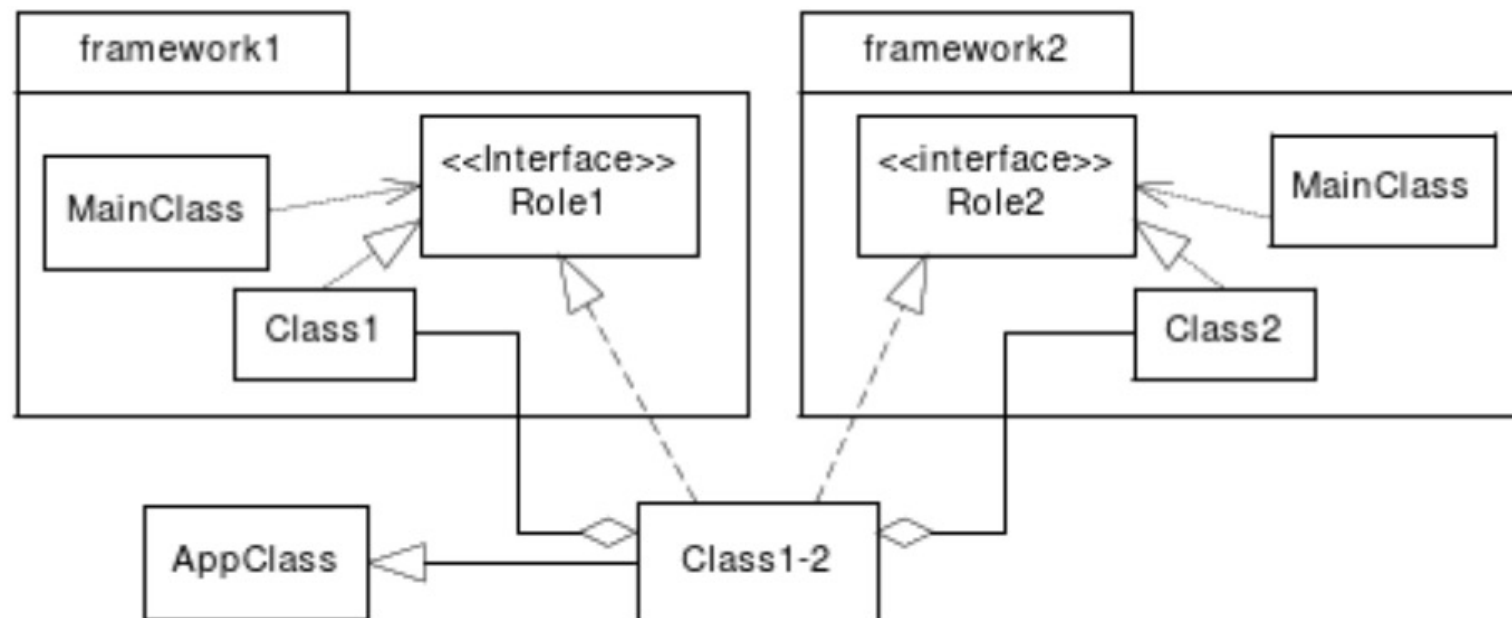 framework1
framework2
<<Interface>>
Role1
MainClass
Class1
<<interface>>
Role2
MainClass
Class2
AppClass
Class1-2